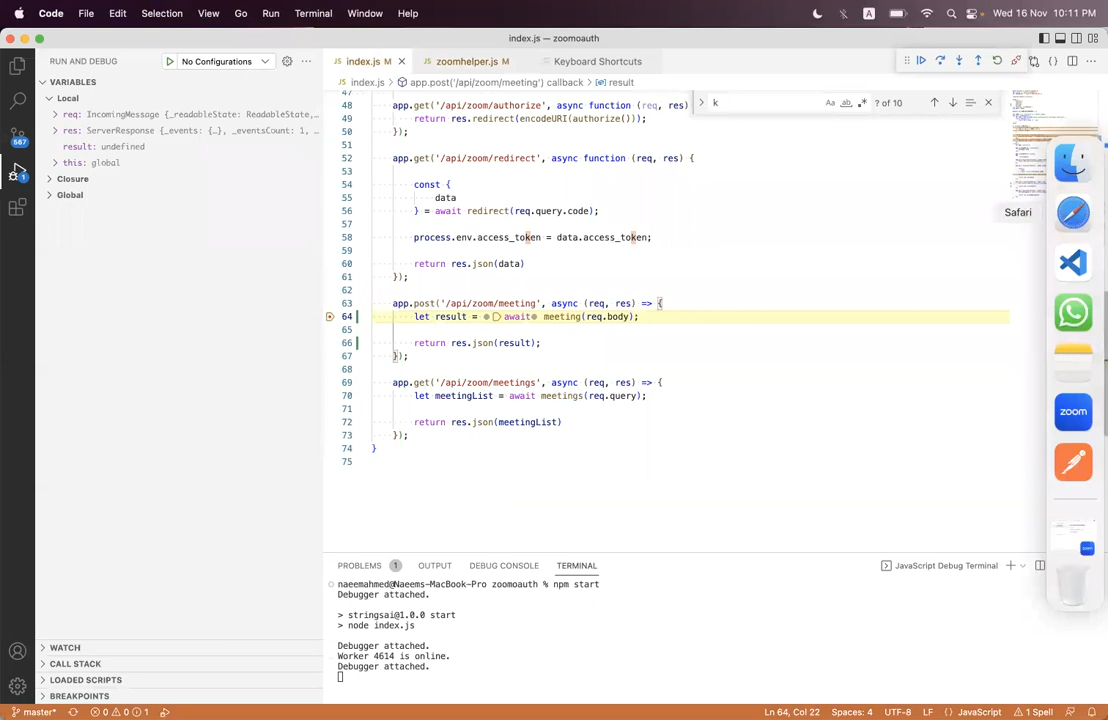 Code File Edit Selection View Go Run Terminal Window Help A Wed 16 Nov 10:11 PM
index.js — zoomoauth
RUN AND DEBUG No Configurations
index.js M zoomhelper.js M Keyboard Shortcuts
VARIABLES
index.js > app.post('/api/zoom/meeting') callback > result
k Aa ab .* ? of 10
Local
req: IncomingMessage {_readableState: ReadableState,…
res: ServerResponse {_events: {…}, _eventsCount: 1, …
result: undefined
this: global
Closure
Global
587
1
47
48 app.get('/api/zoom/authorize', async function (req, res)
49 return res.redirect(encodeURI(authorize()));
50 });
51
52 app.get('/api/zoom/redirect', async function (req, res) {
53
54 const {
55 data
56 } = await redirect(req.query.code);
57
58 process.env.access_token = data.access_token;
59
60 return res.json(data)
61 });
62
63 app.post('/api/zoom/meeting', async (req, res) => {
64 let result = await meeting(req.body);
65
66 return res.json(result);
67 });
68
69 app.get('/api/zoom/meetings', async (req, res) => {
70 let meetingList = await meetings(req.query);
71
72 return res.json(meetingList)
73 });
74 }
75
Safari
zoom
PROBLEMS 1 OUTPUT DEBUG CONSOLE TERMINAL JavaScript Debug Terminal
naeemahmed@Naeems-MacBook-Pro zoomoauth % npm start
Debugger attached.
> stringsai@1.0.0 start
> node index.js
Debugger attached.
Worker 4614 is online.
Debugger attached.
WATCH
CALL STACK
LOADED SCRIPTS
BREAKPOINTS
master* 0 0 1 Ln 64, Col 22 Spaces: 4 UTF-8 LF {} JavaScript 1 Spell